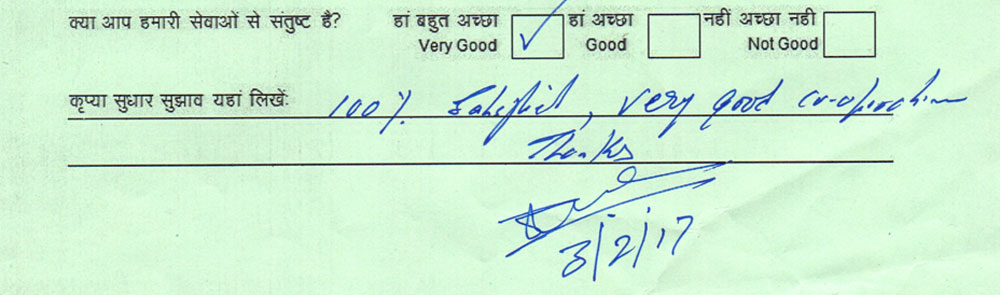 क्या आप हमारी सेवाओं से संतुष्ट है? हां बहुत अच्छा हां अच्छा नहीं अच्छा नही
Very Good Good Not Good
कृप्या सुधार सुझाव यहां लिखें: 100% Satisfied, very good co-operation
Thanks
3/2/17